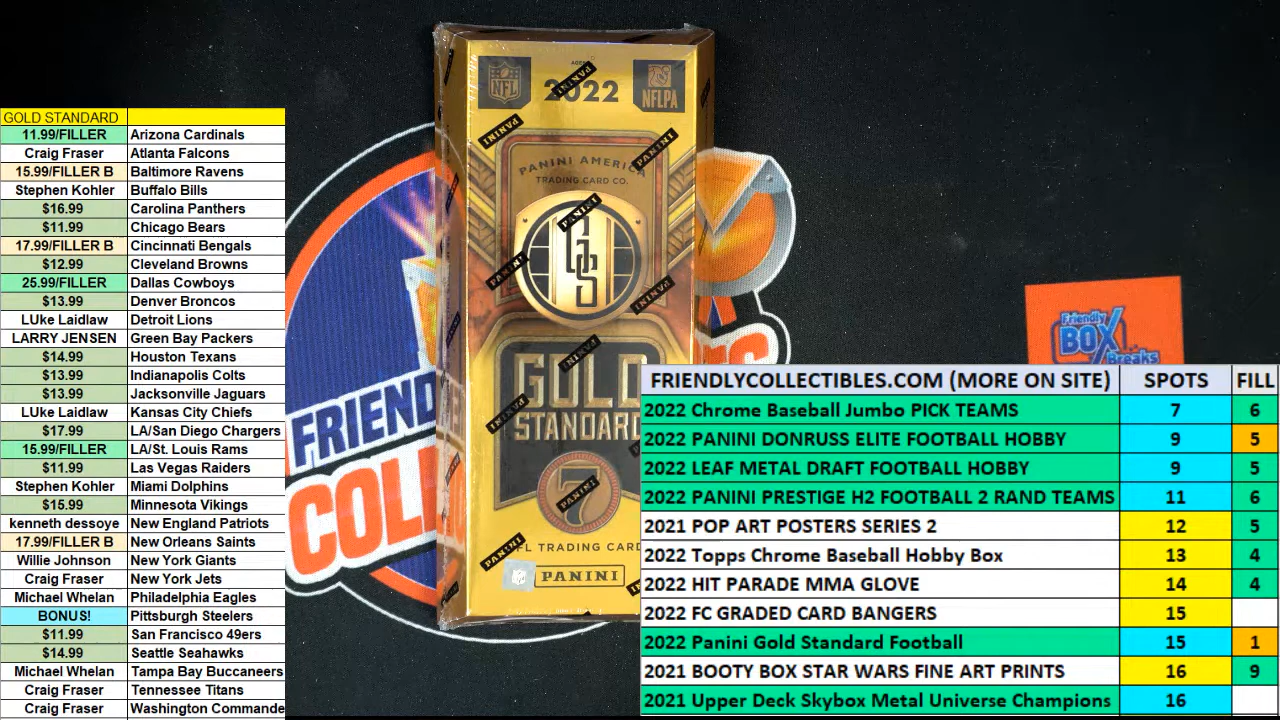 GOLD STANDARD
11.99/FILLER Arizona Cardinals
Craig Fraser Atlanta Falcons
15.99/FILLER B Baltimore Ravens
Stephen Kohler Buffalo Bills
$16.99 Carolina Panthers
$11.99 Chicago Bears
17.99/FILLER B Cincinnati Bengals
$12.99 Cleveland Browns
25.99/FILLER Dallas Cowboys
$13.99 Denver Broncos
LUke Laidlaw Detroit Lions
LARRY JENSEN Green Bay Packers
$14.99 Houston Texans
$13.99 Indianapolis Colts
$13.99 Jacksonville Jaguars
LUke Laidlaw Kansas City Chiefs
$17.99 LA/San Diego Chargers
15.99/FILLER LA/St. Louis Rams
$11.99 Las Vegas Raiders
Stephen Kohler Miami Dolphins
$15.99 Minnesota Vikings
kenneth dessoye New England Patriots
17.99/FILLER B New Orleans Saints
Willie Johnson New York Giants
Craig Fraser New York Jets
Michael Whelan Philadelphia Eagles
BONUS! Pittsburgh Steelers
$11.99 San Francisco 49ers
$14.99 Seattle Seahawks
Michael Whelan Tampa Bay Buccaneers
Craig Fraser Tennessee Titans
Craig Fraser Washington Commande
NFL
2022
NFLPA
PANINI AMERICA
TRADING CARD CO.
GS
GOLD
STANDARD
7
FL TRADING CARD
PANINI
PANINI
PANINI
PANINI
PANINI
PANINI
PANINI
PANINI
PANINI
PANINI
PANINI
FRIEND
COLL
Friendly
BOX
Breaks
FRIENDLYCOLLECTIBLES.COM (MORE ON SITE) SPOTS FILL
2022 Chrome Baseball Jumbo PICK TEAMS 7 6
2022 PANINI DONRUSS ELITE FOOTBALL HOBBY 9 5
2022 LEAF METAL DRAFT FOOTBALL HOBBY 9 5
2022 PANINI PRESTIGE H2 FOOTBALL 2 RAND TEAMS 11 6
2021 POP ART POSTERS SERIES 2 12 5
2022 Topps Chrome Baseball Hobby Box 13 4
2022 HIT PARADE MMA GLOVE 14 4
2022 FC GRADED CARD BANGERS 15
2022 Panini Gold Standard Football 15 1
2021 BOOTY BOX STAR WARS FINE ART PRINTS 16 9
2021 Upper Deck Skybox Metal Universe Champions 16